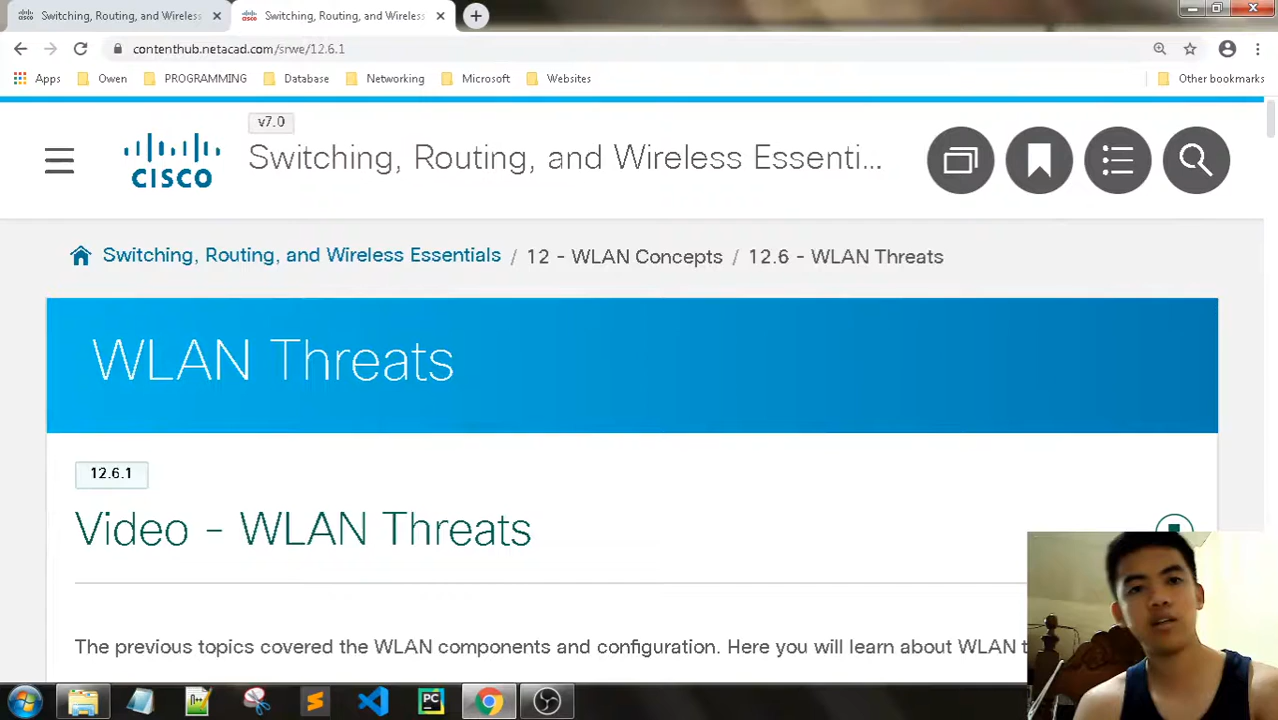 Switching, Routing, and Wireless
Switching, Routing, and Wireless
contenthub.netacad.com/srwe/12.6.1
Apps Owen PROGRAMMING Database Networking Microsoft Websites Other bookmarks
v7.0
CISCO
Switching, Routing, and Wireless Essenti...
Switching, Routing, and Wireless Essentials / 12 - WLAN Concepts / 12.6 - WLAN Threats
WLAN Threats
12.6.1
Video - WLAN Threats
The previous topics covered the WLAN components and configuration. Here you will learn about WLAN
PC